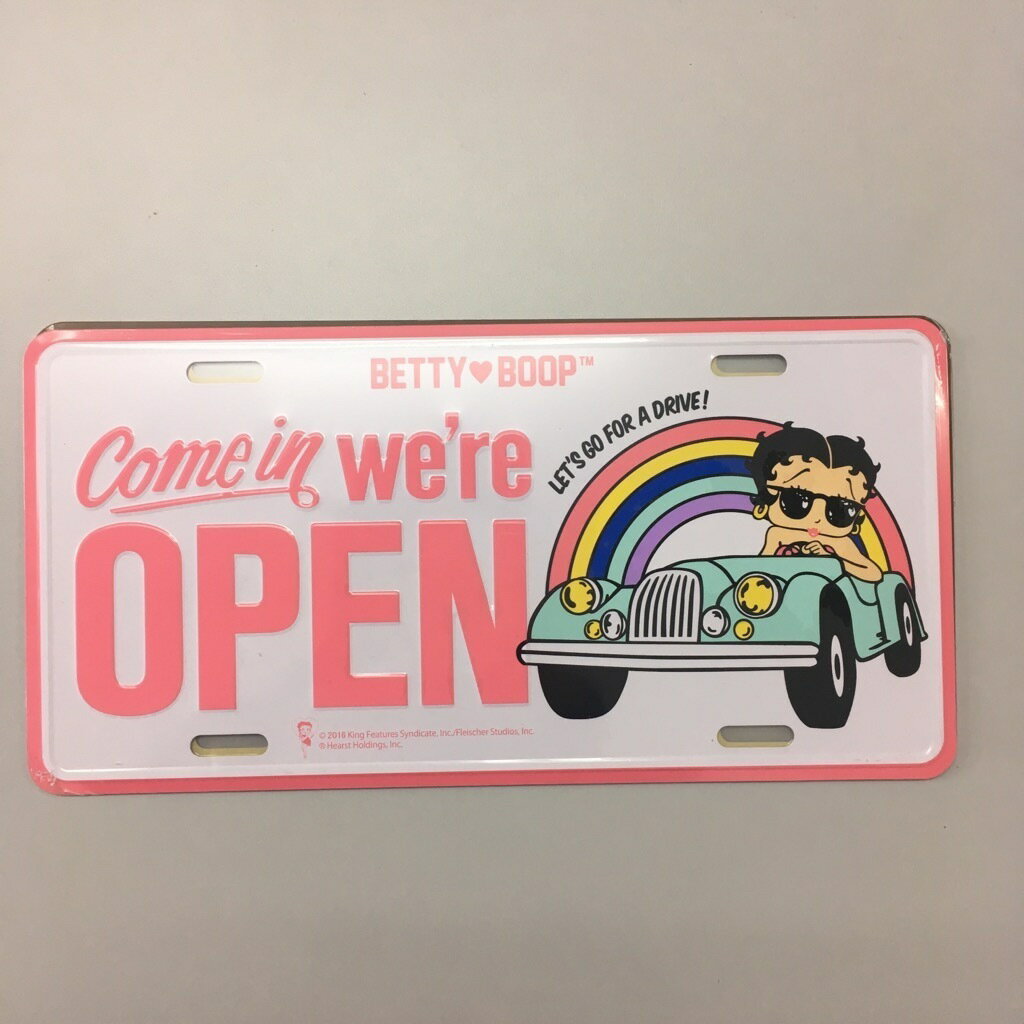 BETTY♥BOOP™
Come in we're
OPEN
LET'S GO FOR A DRIVE!
© 2016 King Features Syndicate, Inc./Fleischer Studios, Inc.
® Hearst Holdings, Inc.